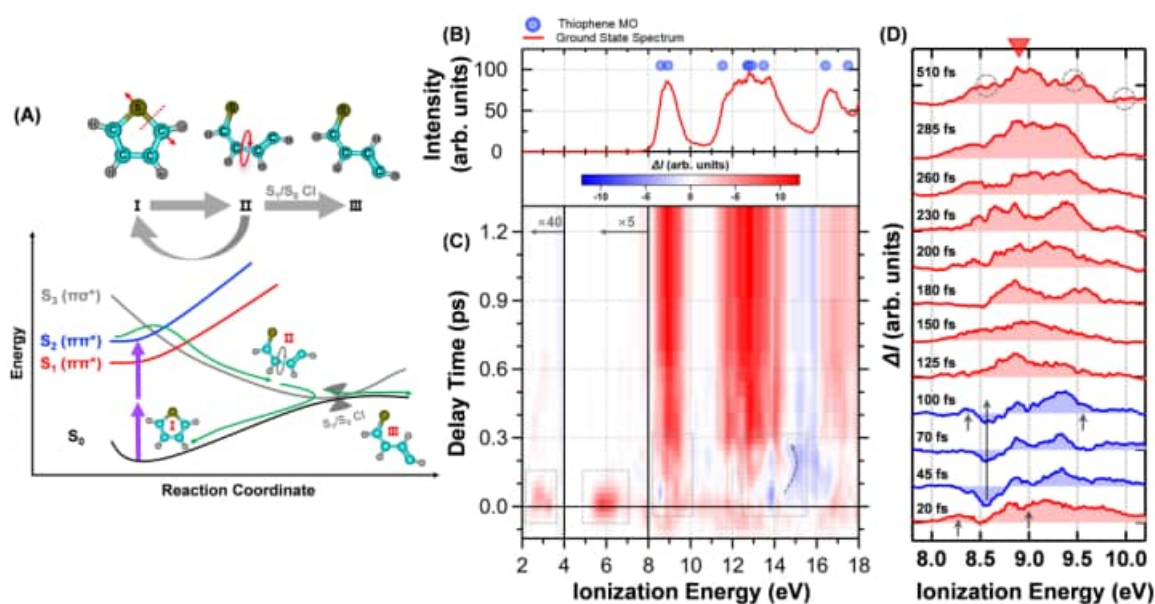 (A)
S
C
C
C
C
H
H
H
H
I
II
S₁/S₀ CI
III
Energy
S₃ (πσ*)
S₂ (ππ*)
S₁ (ππ*)
S₀
I
II
S₁/S₀ CI
III
Reaction Coordinate
(B)
Thiophene MO
Ground State Spectrum
Intensity
(arb. units)
100
50
0
ΔI (arb. units)
-10
-5
0
-5
10
(C)
×40
×5
Delay Time (ps)
1.2
0.9
0.6
0.3
0.0
2
4
6
8
10
12
14
16
18
Ionization Energy (eV)
(D)
ΔI (arb. units)
510 fs
285 fs
260 fs
230 fs
200 fs
180 fs
150 fs
125 fs
100 fs
70 fs
45 fs
20 fs
8.0
8.5
9.0
9.5
10.0
Ionization Energy (eV)